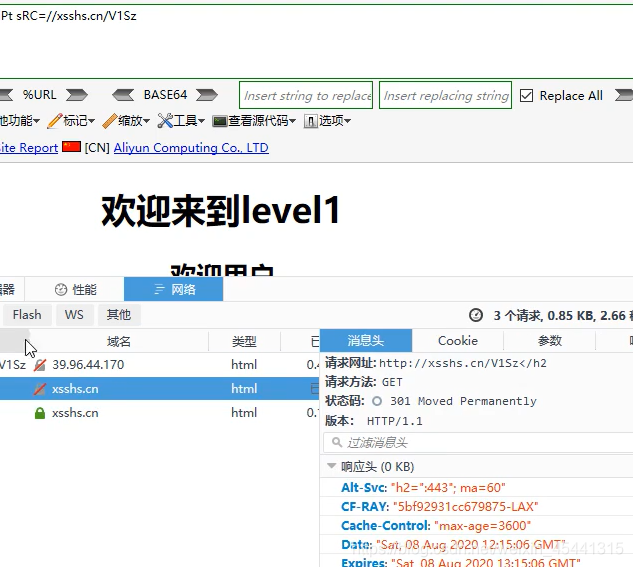 Pt sRC=//xsshs.cn/V1Sz
%URL BASE64 Insert string to replace Insert replacing string Replace All
他功能 标记 缩放 工具 查看源代码 选项
ite Report [CN] Aliyun Computing Co., LTD
欢迎来到level1
欢迎用户
器 性能 网络
Flash WS 其他 3 个请求, 0.85 KB, 2.66
域名 类型 已 消息头 Cookie 参数
V1Sz 39.96.44.170 html 0.4
请求网址:http://xsshs.cn/V1Sz</h2
xsshs.cn html 已
请求方法: GET
状态码: 301 Moved Permanently
xsshs.cn html 0.
版本: HTTP/1.1
过滤消息头
响应头 (0 KB)
Alt-Svc: "h2=":443"; ma=60"
CF-RAY: "5bf92931cc679875-LAX"
Cache-Control: "max-age=3600"
Date: "Sat, 08 Aug 2020 12:15:06 GMT"
Expires: "Sat, 08 Aug 2020 13:15:06 GMT"